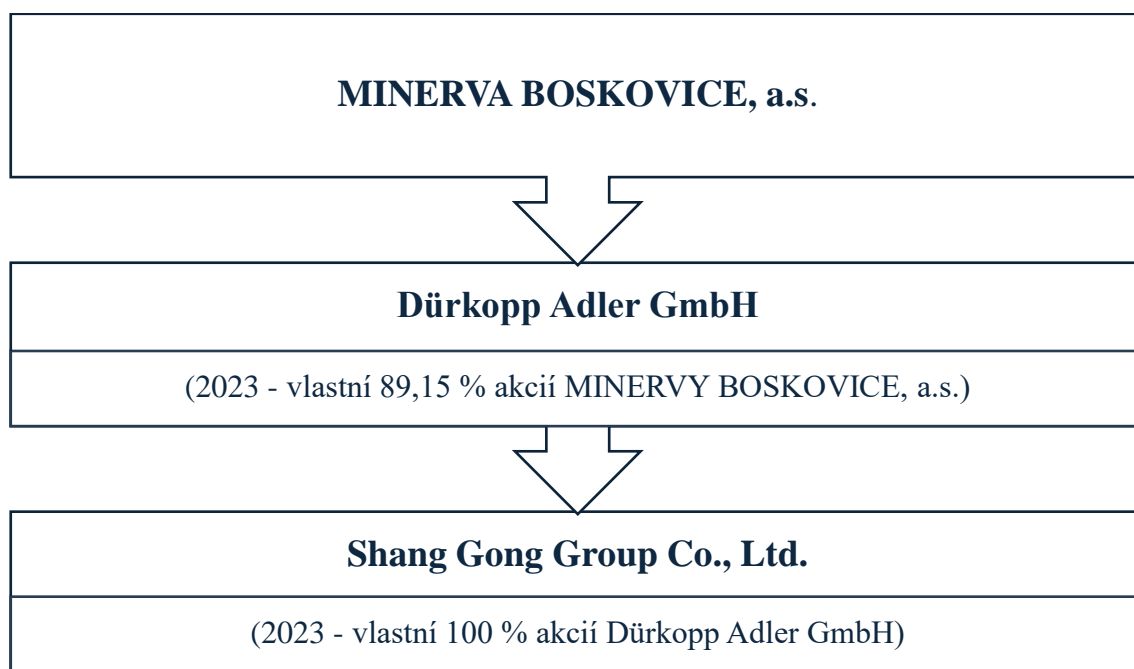 MINERVA BOSKOVICE, a.s.
Dürkopp Adler GmbH
(2023 - vlastní 89,15 % akcií MINERVY BOSKOVICE, a.s.)
Shang Gong Group Co., Ltd.
(2023 - vlastní 100 % akcií Dürkopp Adler GmbH)